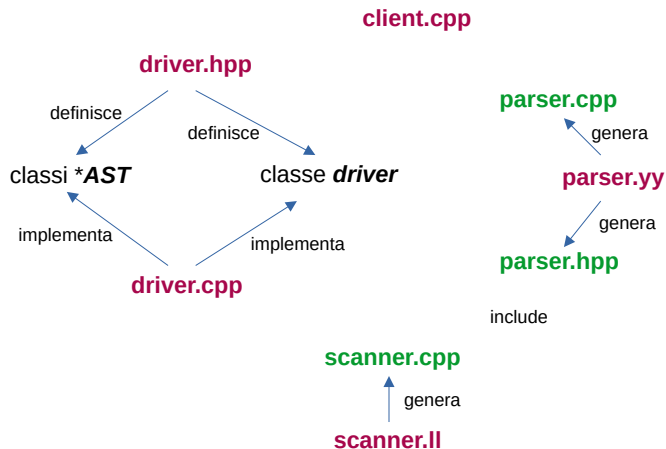 client.cpp
driver.hpp
parser.cpp
definisce
definisce
genera
classi *AST
classe driver
parser.yy
genera
implementa
implementa
parser.hpp
driver.cpp
include
scanner.cpp
genera
scanner.ll